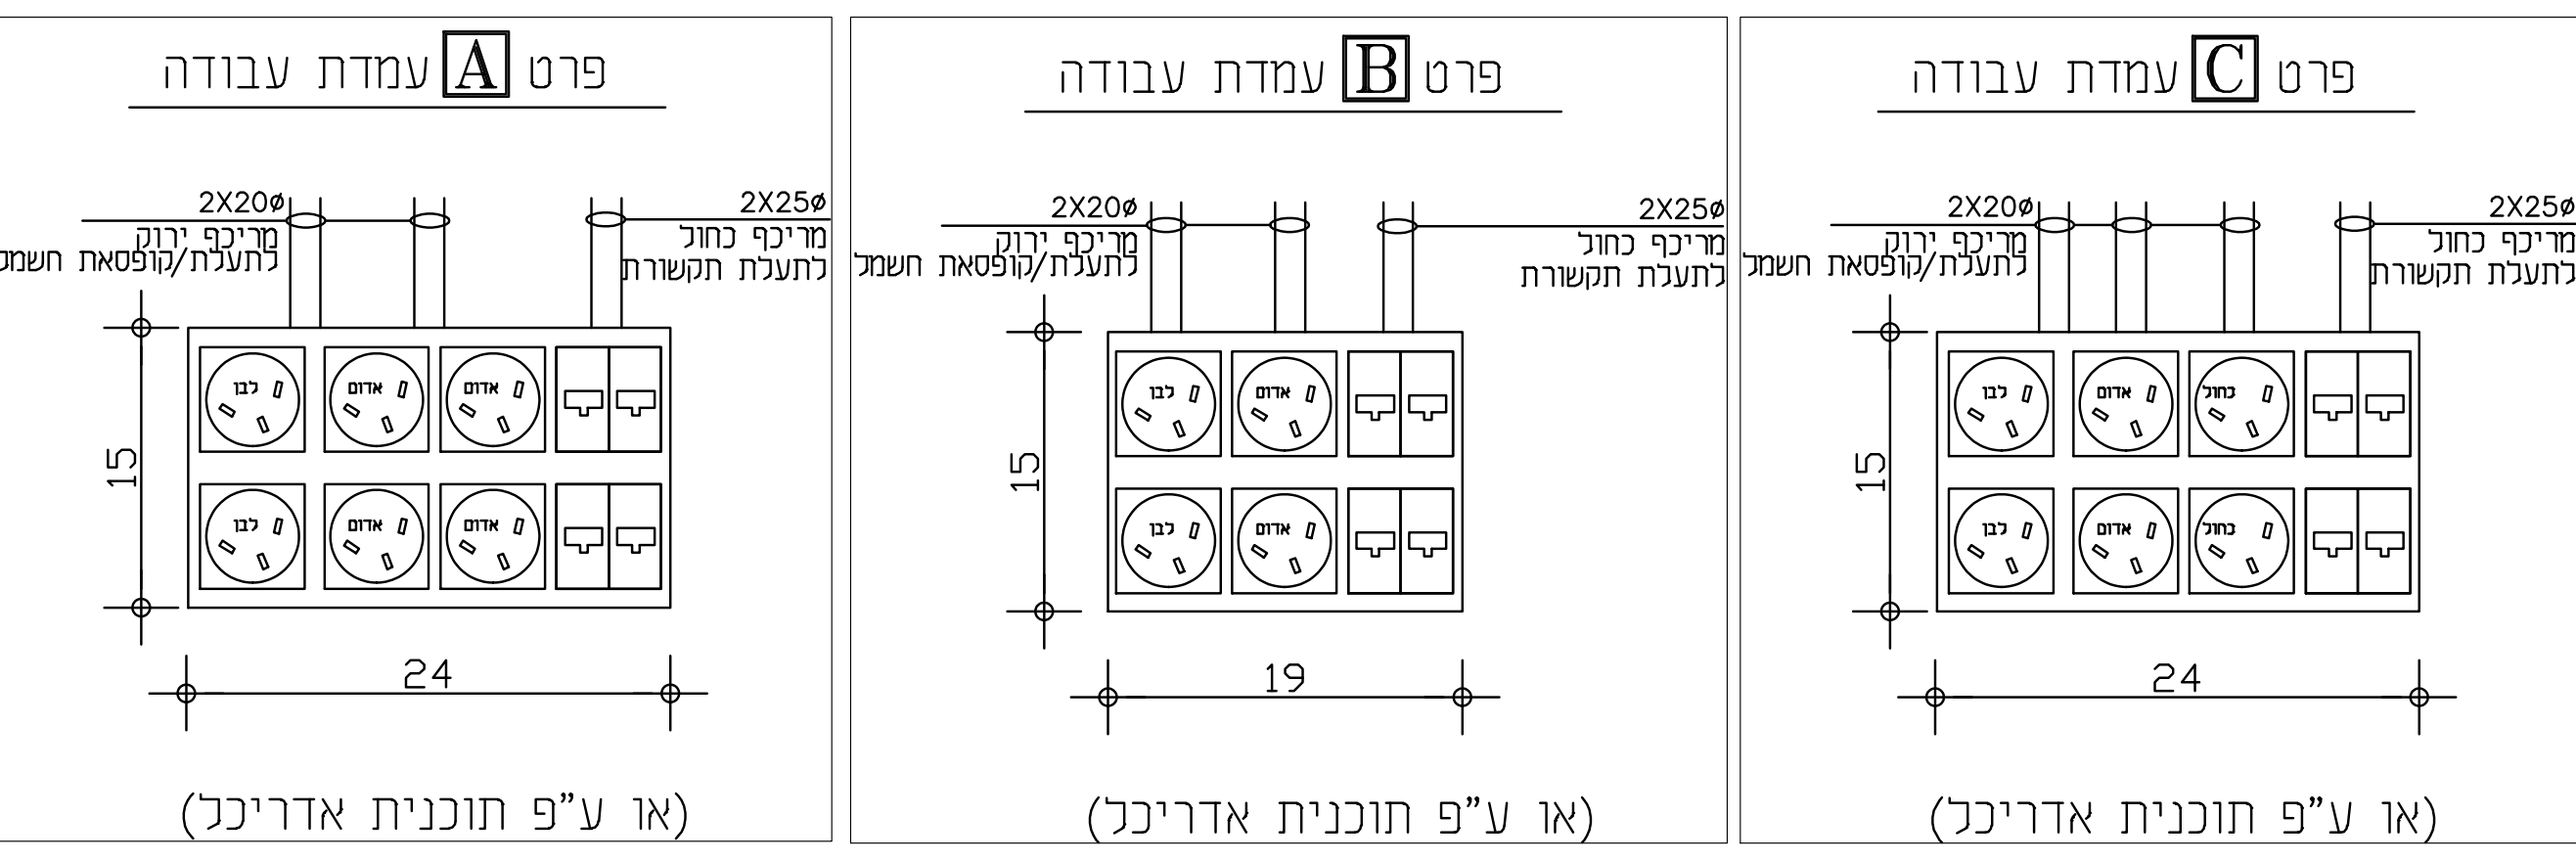 פרט A עמדת עבודה
2X20ø
מריכף ירוק
לתעלת/קופסאת חשמל
2X25ø
מריכף כחול
לתעלת תקשורת
לבן אדום אדום
לבן אדום אדום
15
24
(או ע"פ תוכנית אדריכל)
פרט B עמדת עבודה
2X20ø
מריכף ירוק
לתעלת/קופסאת חשמל
2X25ø
מריכף כחול
לתעלת תקשורת
לבן אדום
לבן אדום
15
19
(או ע"פ תוכנית אדריכל)
פרט C עמדת עבודה
2X20ø
מריכף ירוק
לתעלת/קופסאת חשמל
2X25ø
מריכף כחול
לתעלת תקשורת
לבן אדום כחול
לבן אדום כחול
15
24
(או ע"פ תוכנית אדריכל)